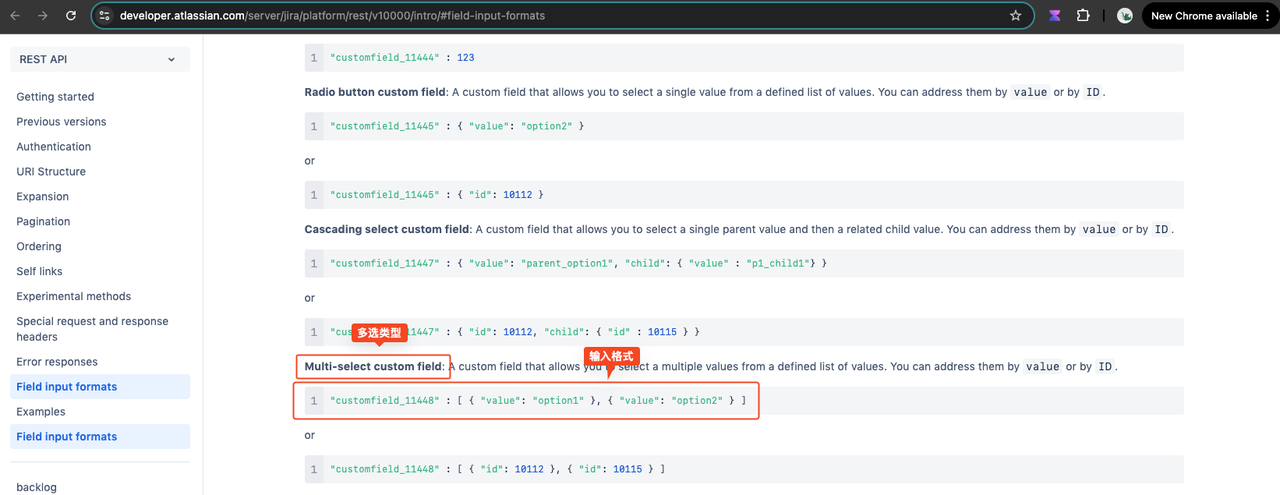 developer.atlassian.com/server/jira/platform/rest/v10000/intro/#field-input-formats
New Chrome available
REST API
Getting started
Previous versions
Authentication
URI Structure
Expansion
Pagination
Ordering
Self links
Experimental methods
Special request and response
headers
Error responses
Field input formats
Examples
Field input formats
backlog
1 "customfield_11444" : 123
Radio button custom field: A custom field that allows you to select a single value from a defined list of values. You can address them by value or by ID.
1 "customfield_11445" : { "value": "option2" }
or
1 "customfield_11445" : { "id": 10112 }
Cascading select custom field: A custom field that allows you to select a single parent value and then a related child value. You can address them by value or by ID.
1 "customfield_11447" : { "value": "parent_option1", "child": { "value" : "p1_child1"} }
or
1 "cus 11447" : { "id": 10112, "child": { "id" : 10115 } }
多选类型
输入格式
Multi-select custom field: A custom field that allows you to select a multiple values from a defined list of values. You can address them by value or by ID.
1 "customfield_11448" : [ { "value": "option1" }, { "value": "option2" } ]
or
1 "customfield_11448" : [ { "id": 10112 }, { "id": 10115 } ]